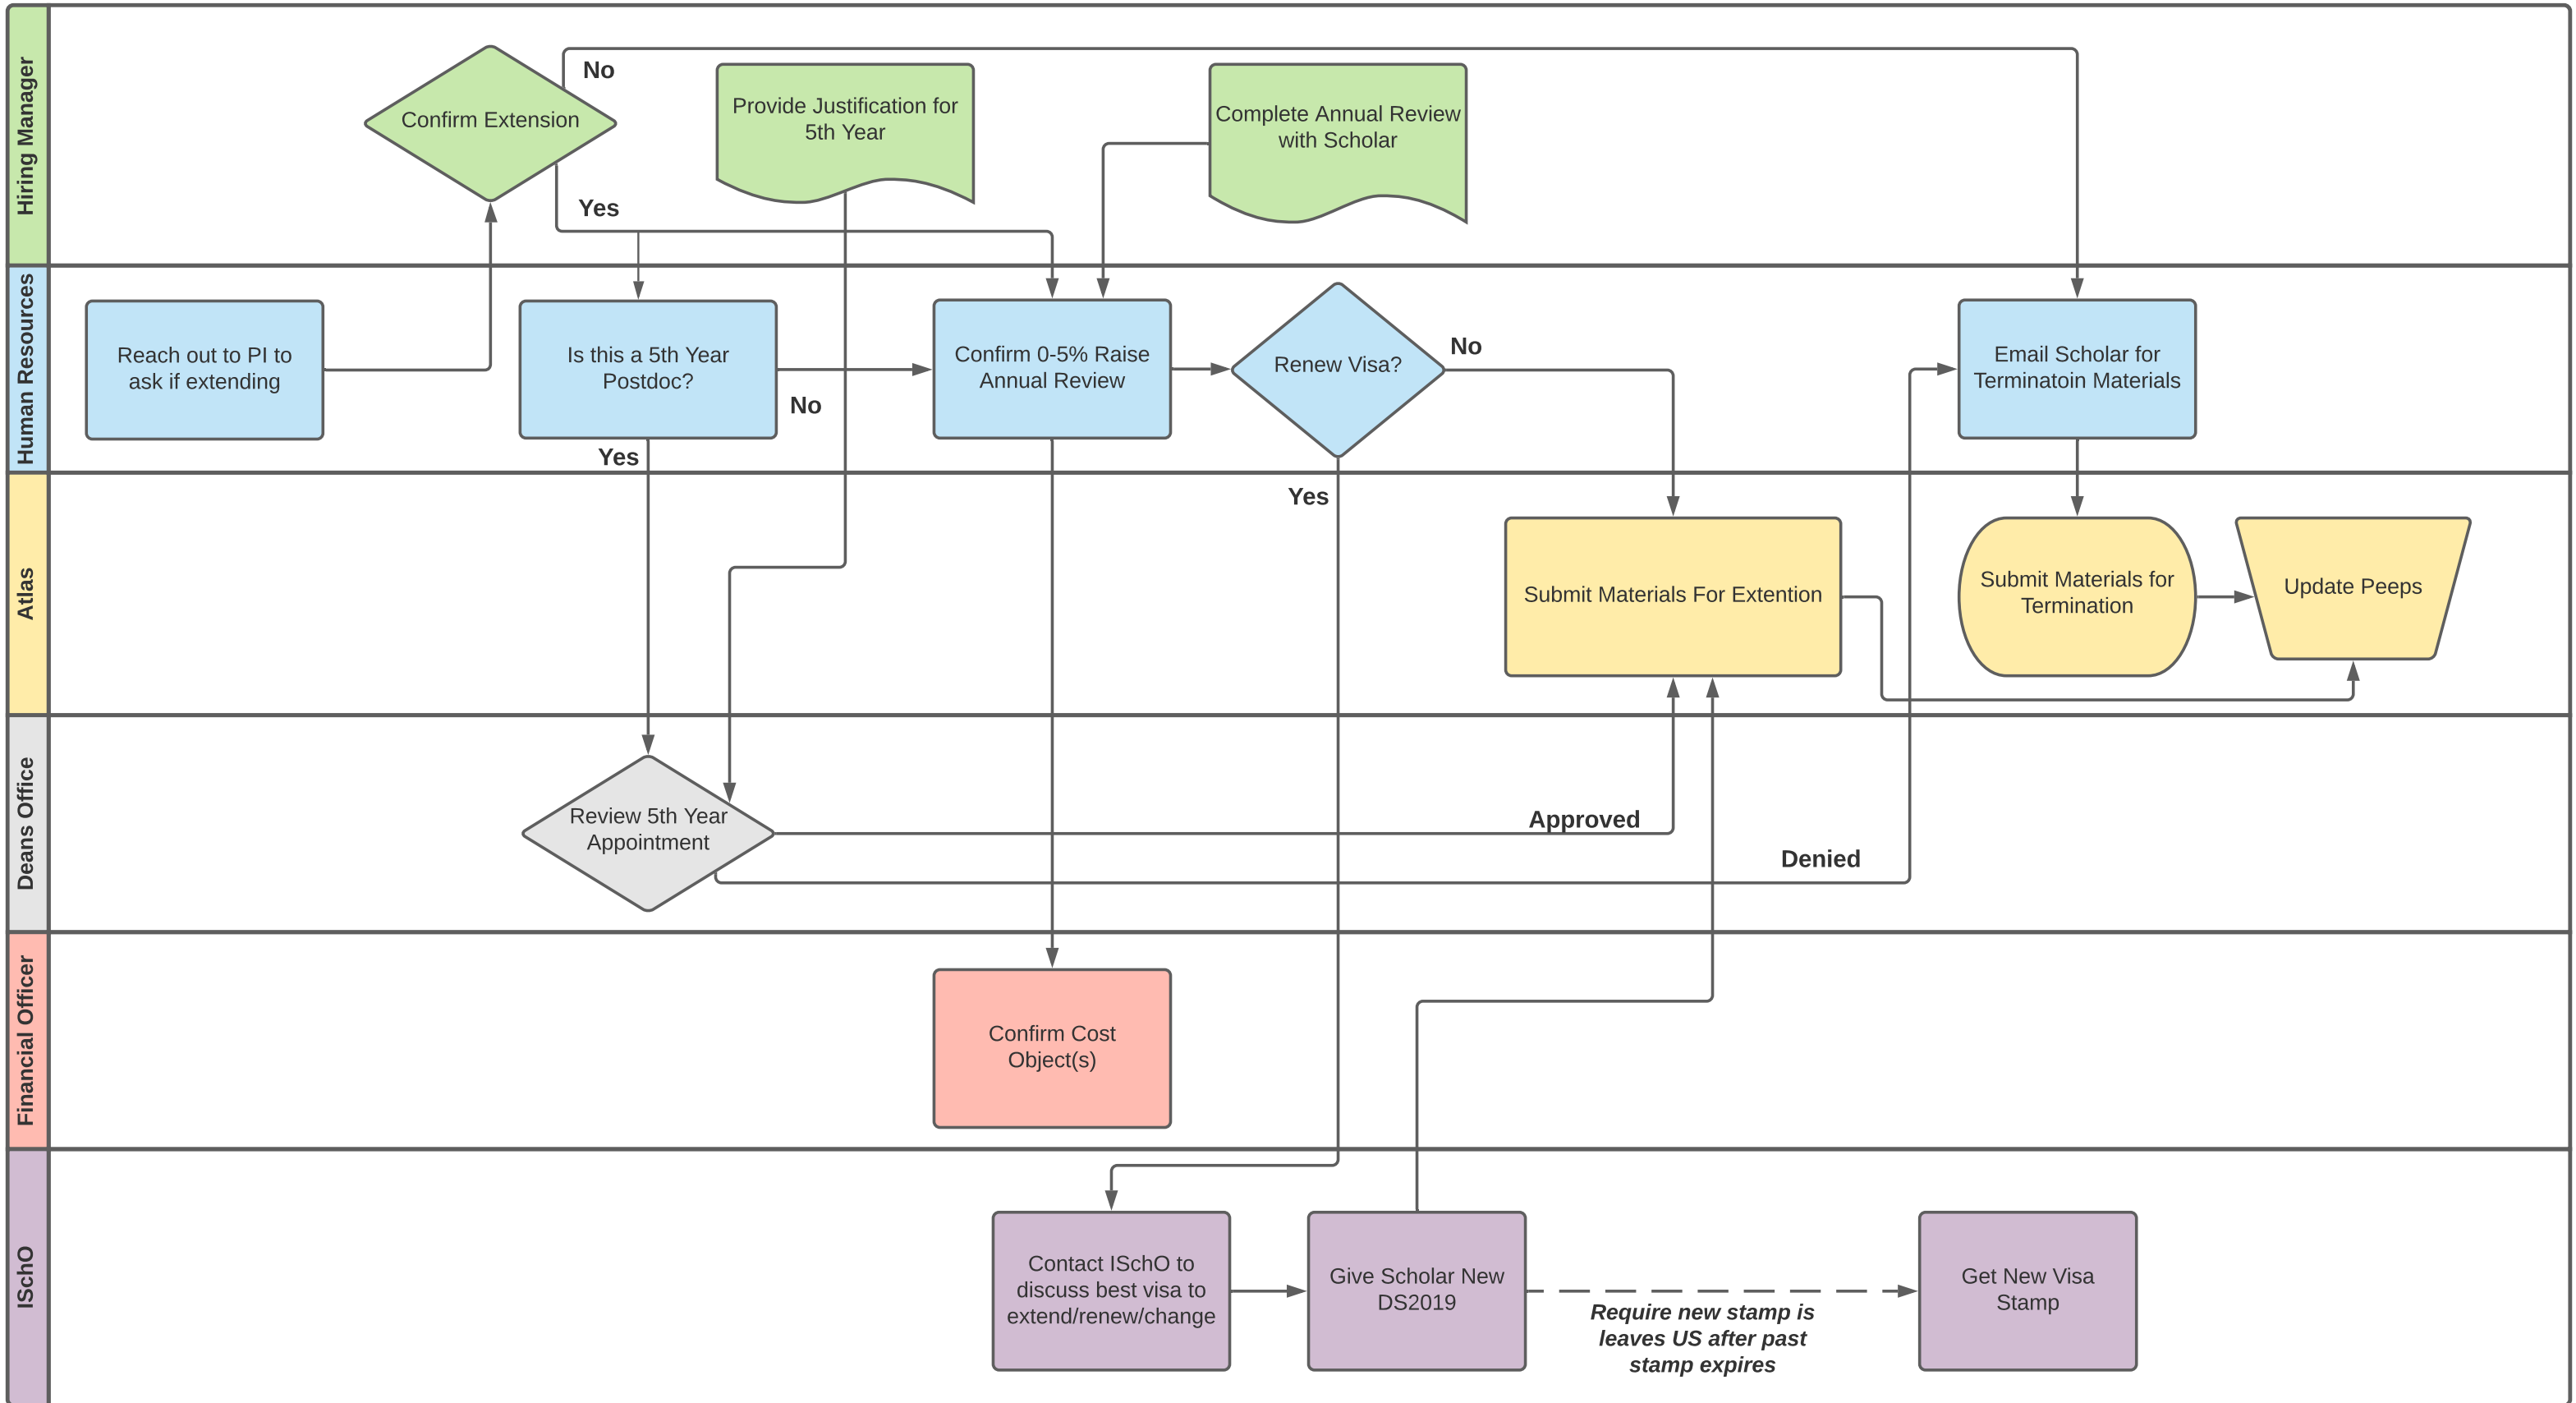 Hiring Manager
Confirm Extension
No
Yes
Provide Justification for
5th Year
Complete Annual Review
with Scholar
Human Resources
Reach out to PI to
ask if extending
Is this a 5th Year
Postdoc?
No
Yes
Confirm 0-5% Raise
Annual Review
Renew Visa?
No
Yes
Email Scholar for
Terminatoin Materials
Atlas
Submit Materials For Extention
Submit Materials for
Termination
Update Peeps
Deans Office
Review 5th Year
Appointment
Approved
Denied
Financial Officer
Confirm Cost
Object(s)
ISchO
Contact ISchO to
discuss best visa to
extend/renew/change
Give Scholar New
DS2019
Require new stamp is
leaves US after past
stamp expires
Get New Visa
Stamp